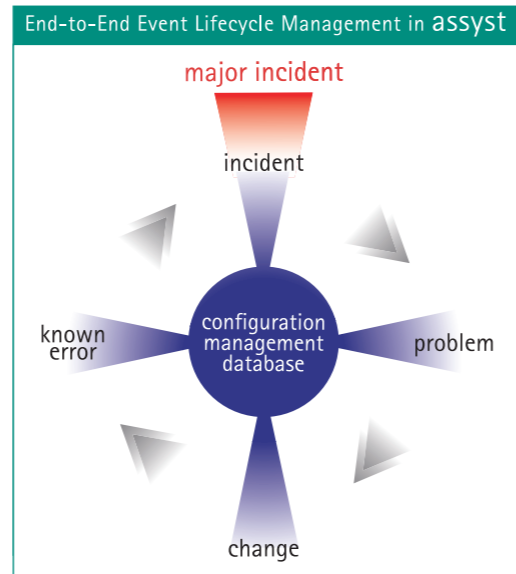 End-to-End Event Lifecycle Management in assyst
major incident
incident
known
error
configuration
management
database
problem
change